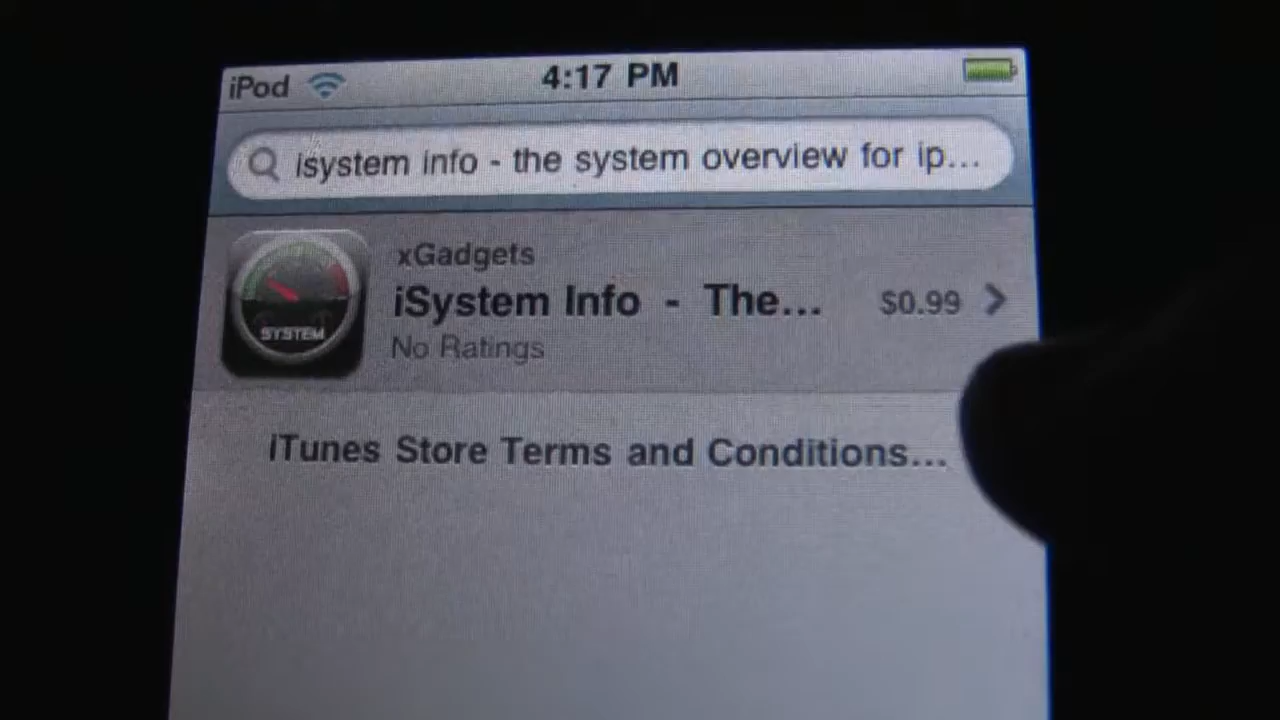 iPod 4:17 PM
isystem info - the system overview for ip...
xGadgets
iSystem Info - The... $0.99
SYSTEM
No Ratings
iTunes Store Terms and Conditions...